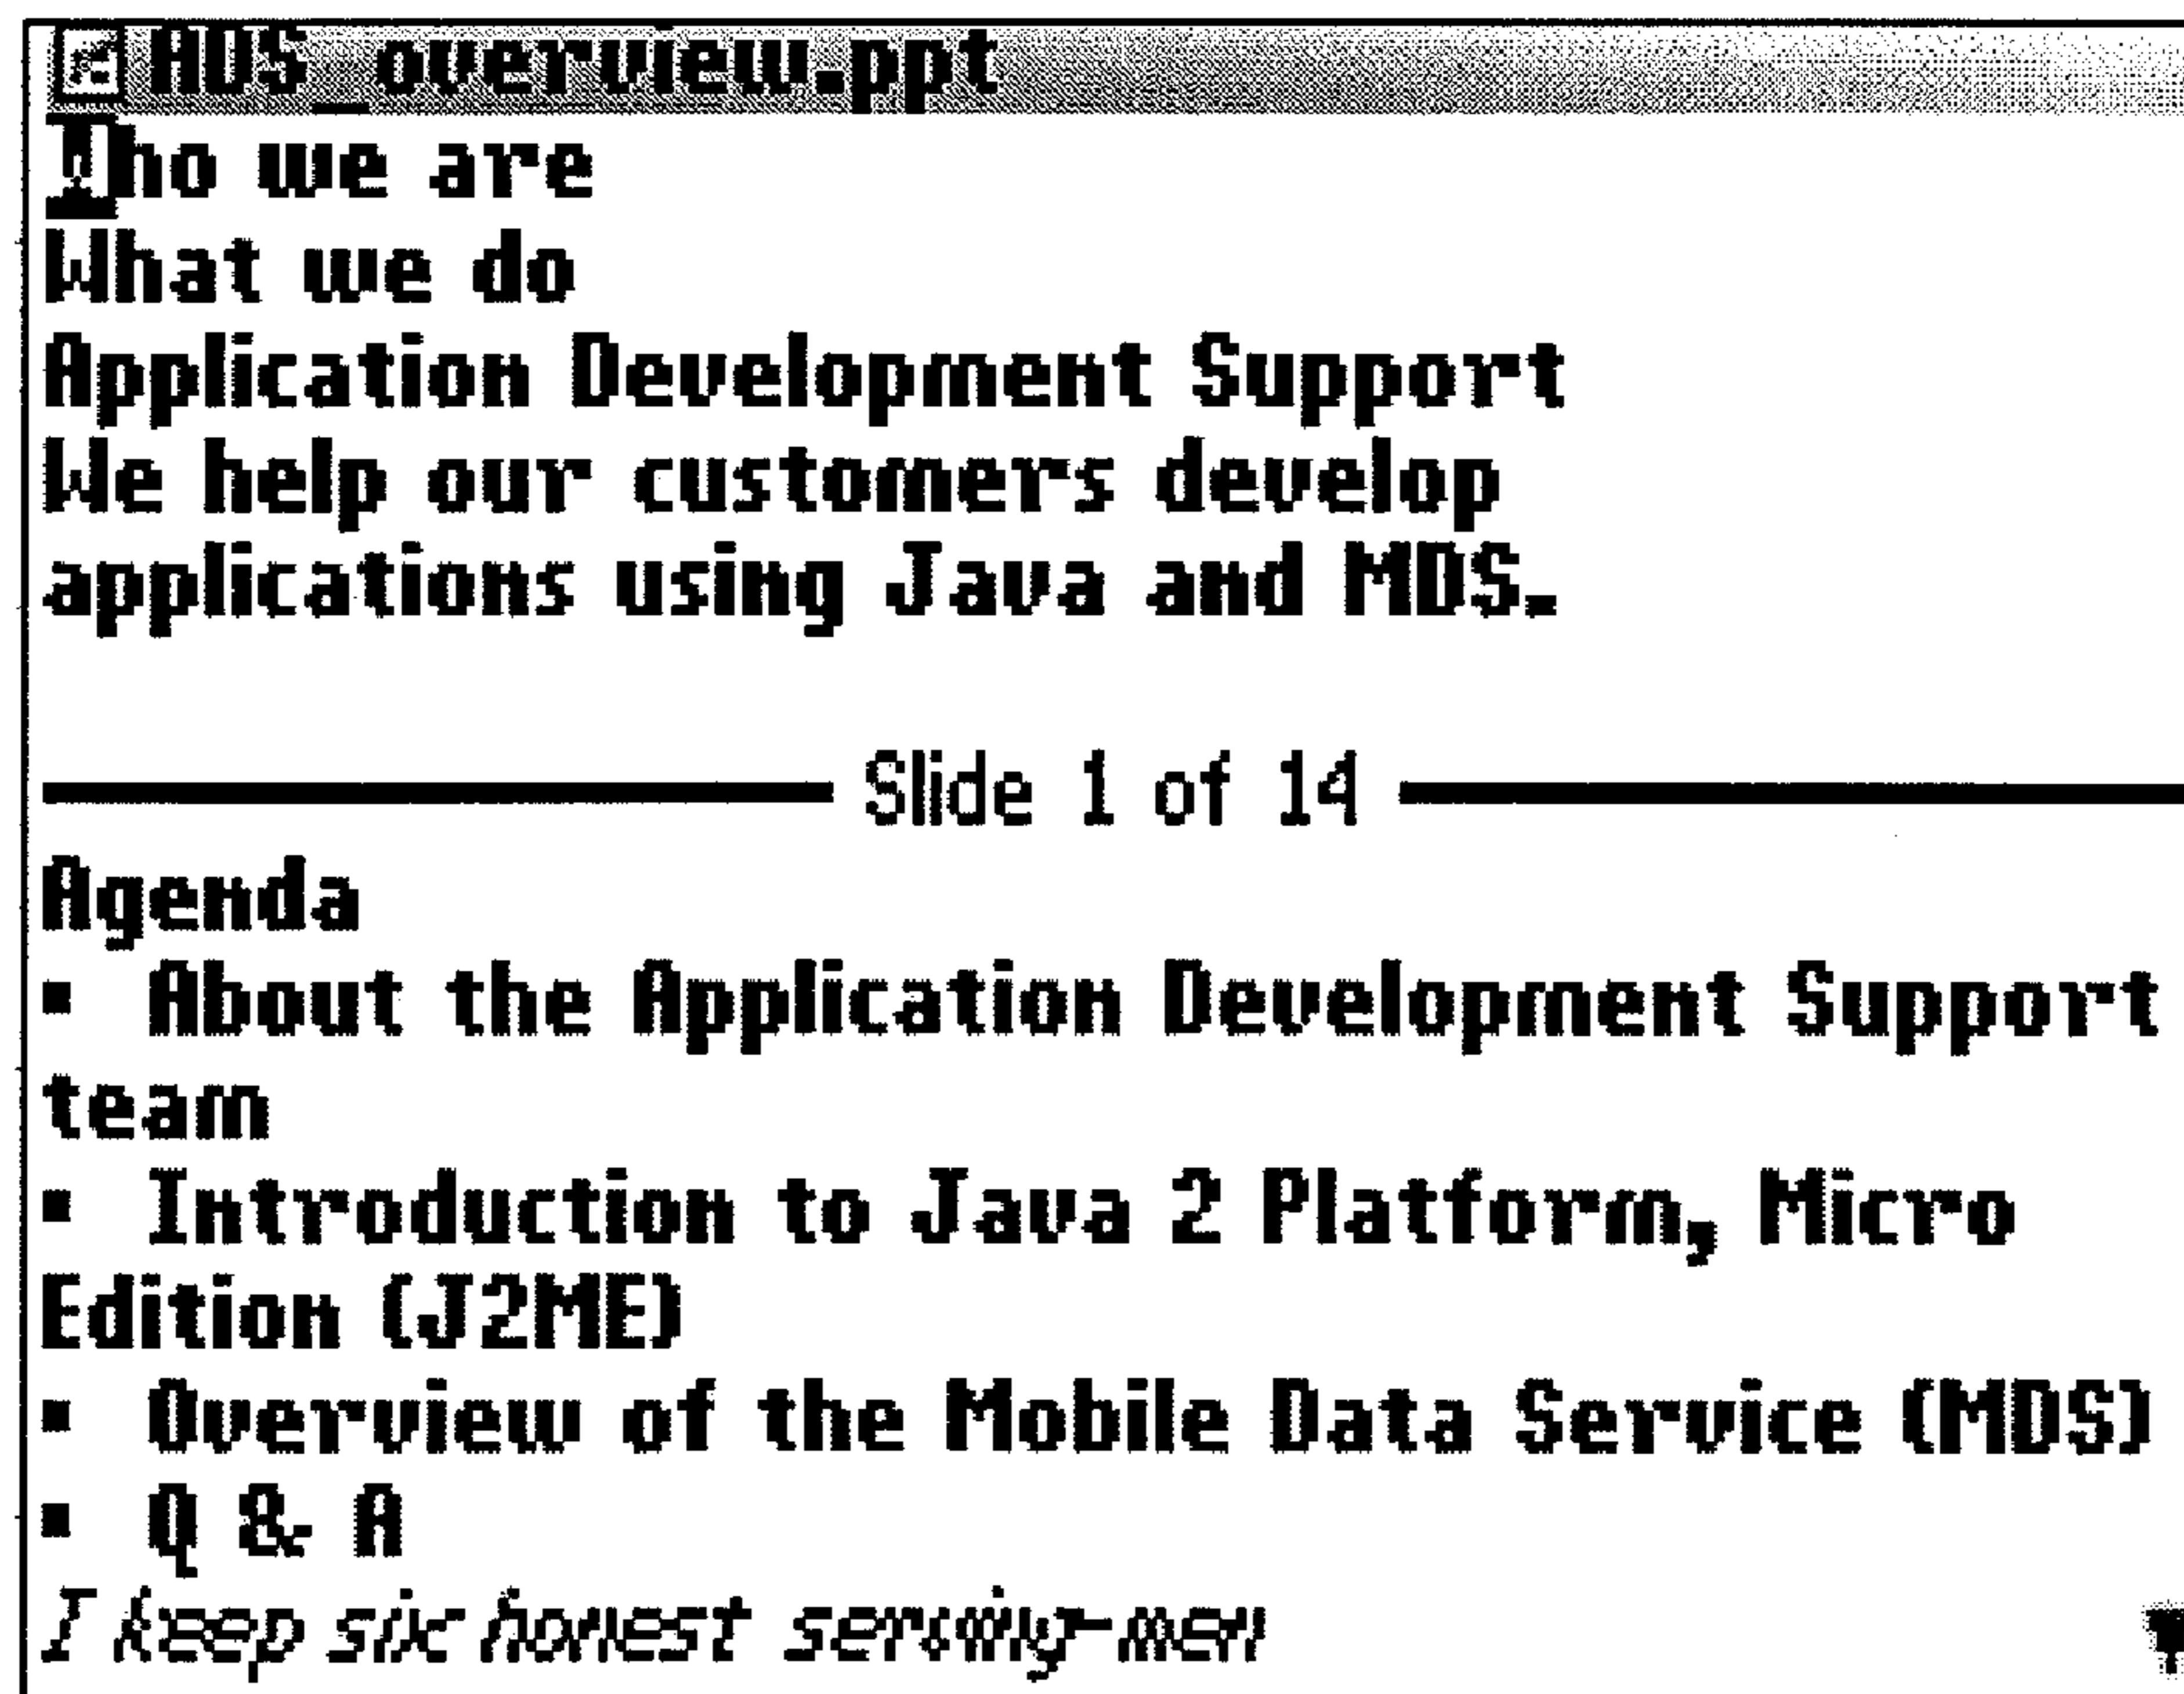 ADS_overview.ppt
Who we are
What we do
Application Development Support
We help our customers develop
applications using Java and MDS.
Slide 1 of 14
Agenda
▪ About the Application Development Support
team
▪ Introduction to Java 2 Platform, Micro
Edition (J2ME)
▪ Overview of the Mobile Data Service (MDS)
▪ Q & A
I keep six honest serving-men